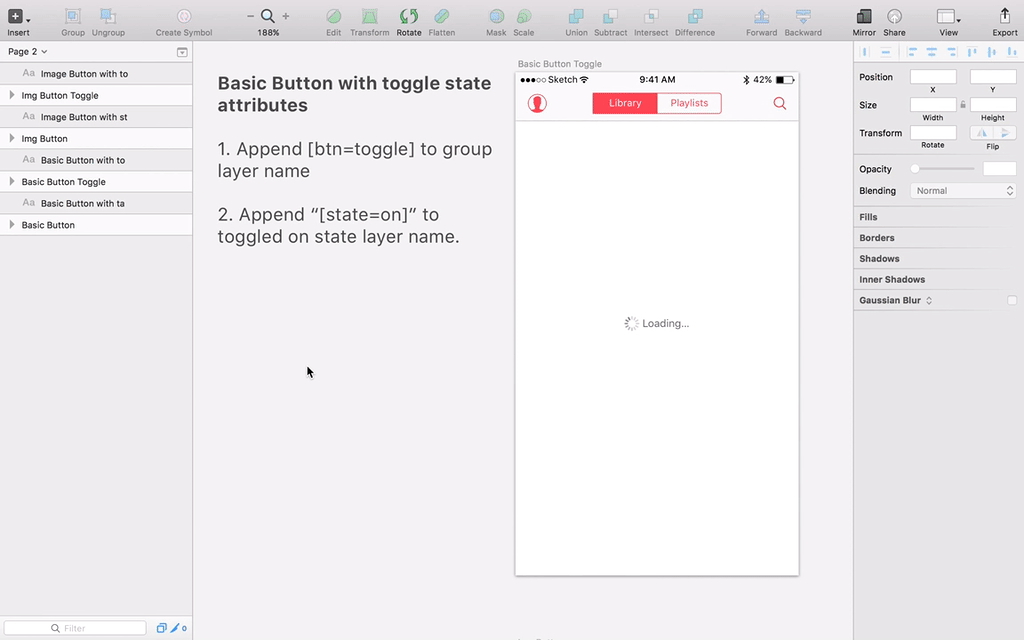 Insert
Group
Ungroup
Create Symbol
188%
Edit
Transform
Rotate
Flatten
Mask
Scale
Union
Subtract
Intersect
Difference
Forward
Backward
Mirror
Share
View
Export
Page 2
Aa Image Button with to
Img Button Toggle
Aa Image Button with st
Img Button
Aa Basic Button with to
Basic Button Toggle
Aa Basic Button with ta
Basic Button
Filter
0
Basic Button with toggle state
attributes
1. Append [btn=toggle] to group
layer name
2. Append “[state=on]” to
toggled on state layer name.
Basic Button Toggle
Sketch
9:41 AM
42%
Library
Playlists
Loading...
Position
X
Y
Size
Width
Height
Transform
Rotate
Flip
Opacity
Blending
Normal
Fills
Borders
Shadows
Inner Shadows
Gaussian Blur